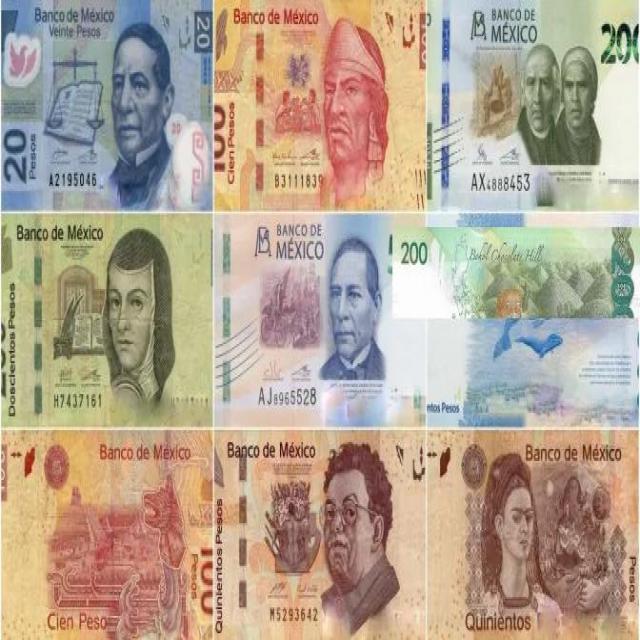 Banco de México
Veinte Pesos
20
20
Pesos
A2195046
Banco de México
100
Cien Pesos
B3111839
BANCO DE
MÉXICO
200
AX4888453
Banco de México
Doscientos Pesos
H7437161
BANCO DE
MÉXICO
AJ8965528
200
Bohol Chocolate Hills
ntos Pesos
Banco de México
100
Pesos
Cien Peso
Banco de México
Quinientos Pesos
M5293642
Banco de México
Pesos
Quinientos